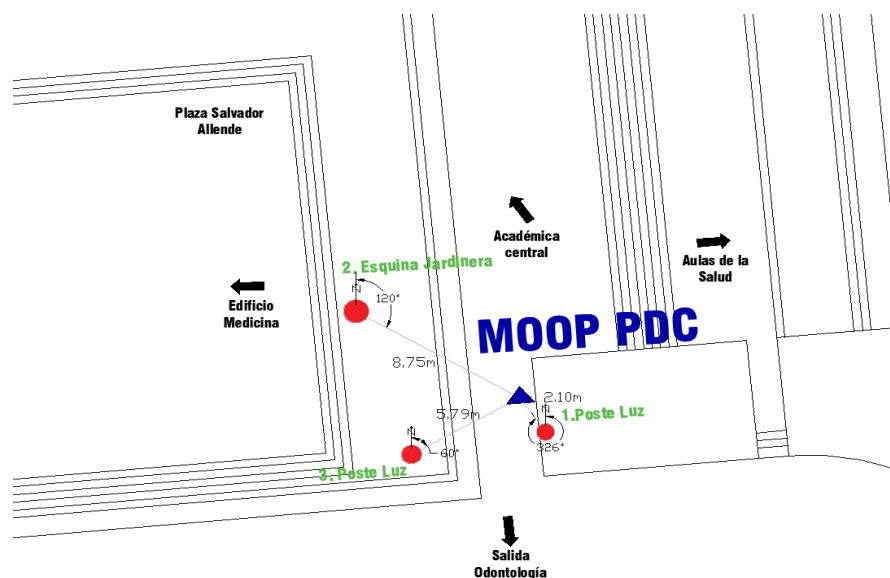 Plaza Salvador
Allende
Académica
central
Aulas de la
Salud
2. Esquina Jardinera
N
120°
Edificio
Medicina
MOOP PDC
8.75m
2.10m
5.79m
N
1.Poste Luz
N
60°
326°
3. Poste Luz
Salida
Odontología